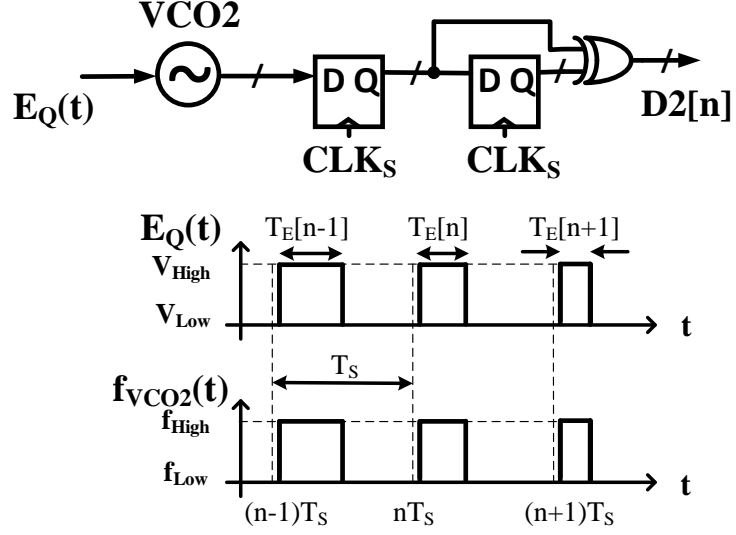 VCO2
E_Q(t)
D Q
D Q
D2[n]
CLK_S
CLK_S
E_Q(t)
T_E[n-1]
T_E[n]
T_E[n+1]
V_High
V_Low
t
T_S
f_VCO2(t)
f_High
f_Low
t
(n-1)T_S
nT_S
(n+1)T_S